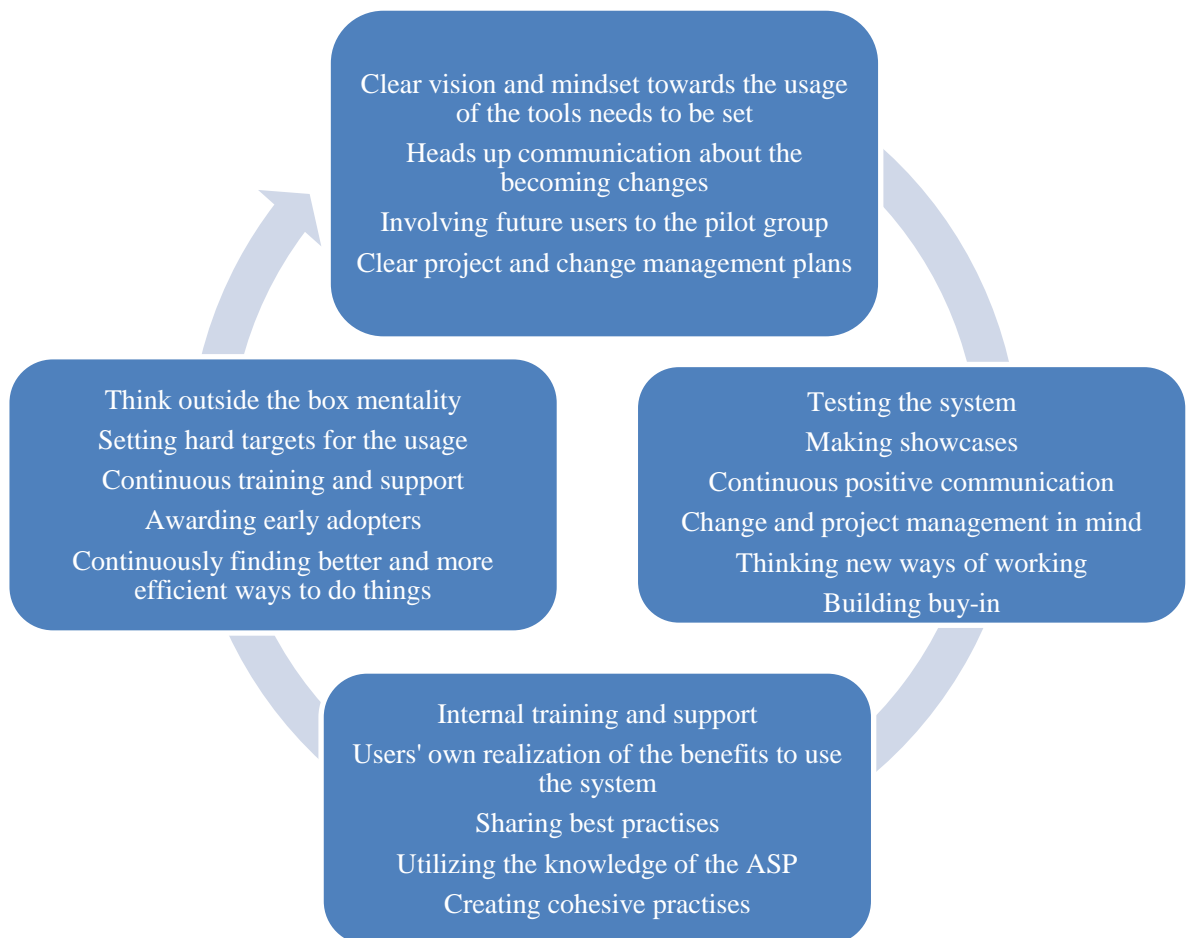 Clear vision and mindset towards the usage
of the tools needs to be set
Heads up communication about the
becoming changes
Involving future users to the pilot group
Clear project and change management plans
Testing the system
Making showcases
Continuous positive communication
Change and project management in mind
Thinking new ways of working
Building buy-in
Internal training and support
Users' own realization of the benefits to use
the system
Sharing best practises
Utilizing the knowledge of the ASP
Creating cohesive practises
Think outside the box mentality
Setting hard targets for the usage
Continuous training and support
Awarding early adopters
Continuously finding better and more
efficient ways to do things